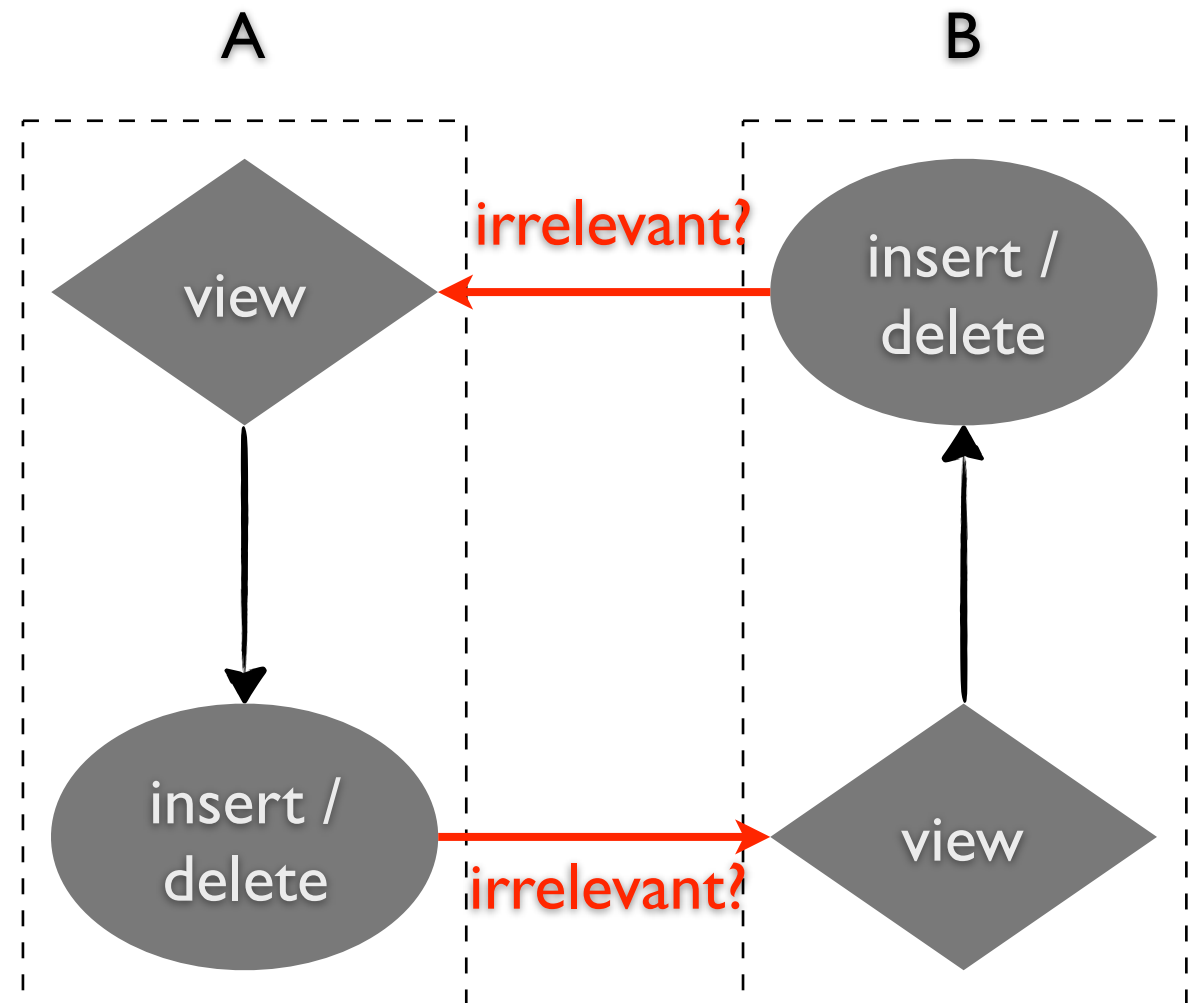 A
B
view
irrelevant?
insert /
delete
insert /
delete
irrelevant?
view